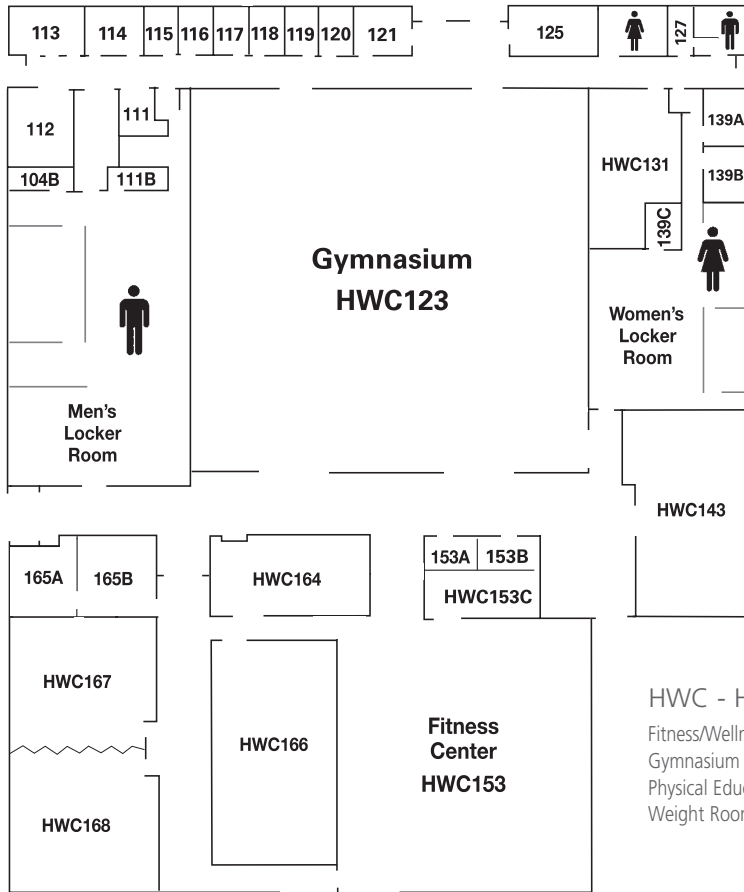 113 114 115 116 117 118 119 120 121 125 127
112 111
104B 111B
HWC131
139A
139B
139C
Gymnasium
HWC123
Women's
Locker
Room
Men's
Locker
Room
HWC143
165A 165B
HWC164
153A 153B
HWC153C
HWC167
HWC166
Fitness
Center
HWC153
HWC168
HWC - H
Fitness/Welln
Gymnasium
Physical Edu
Weight Room